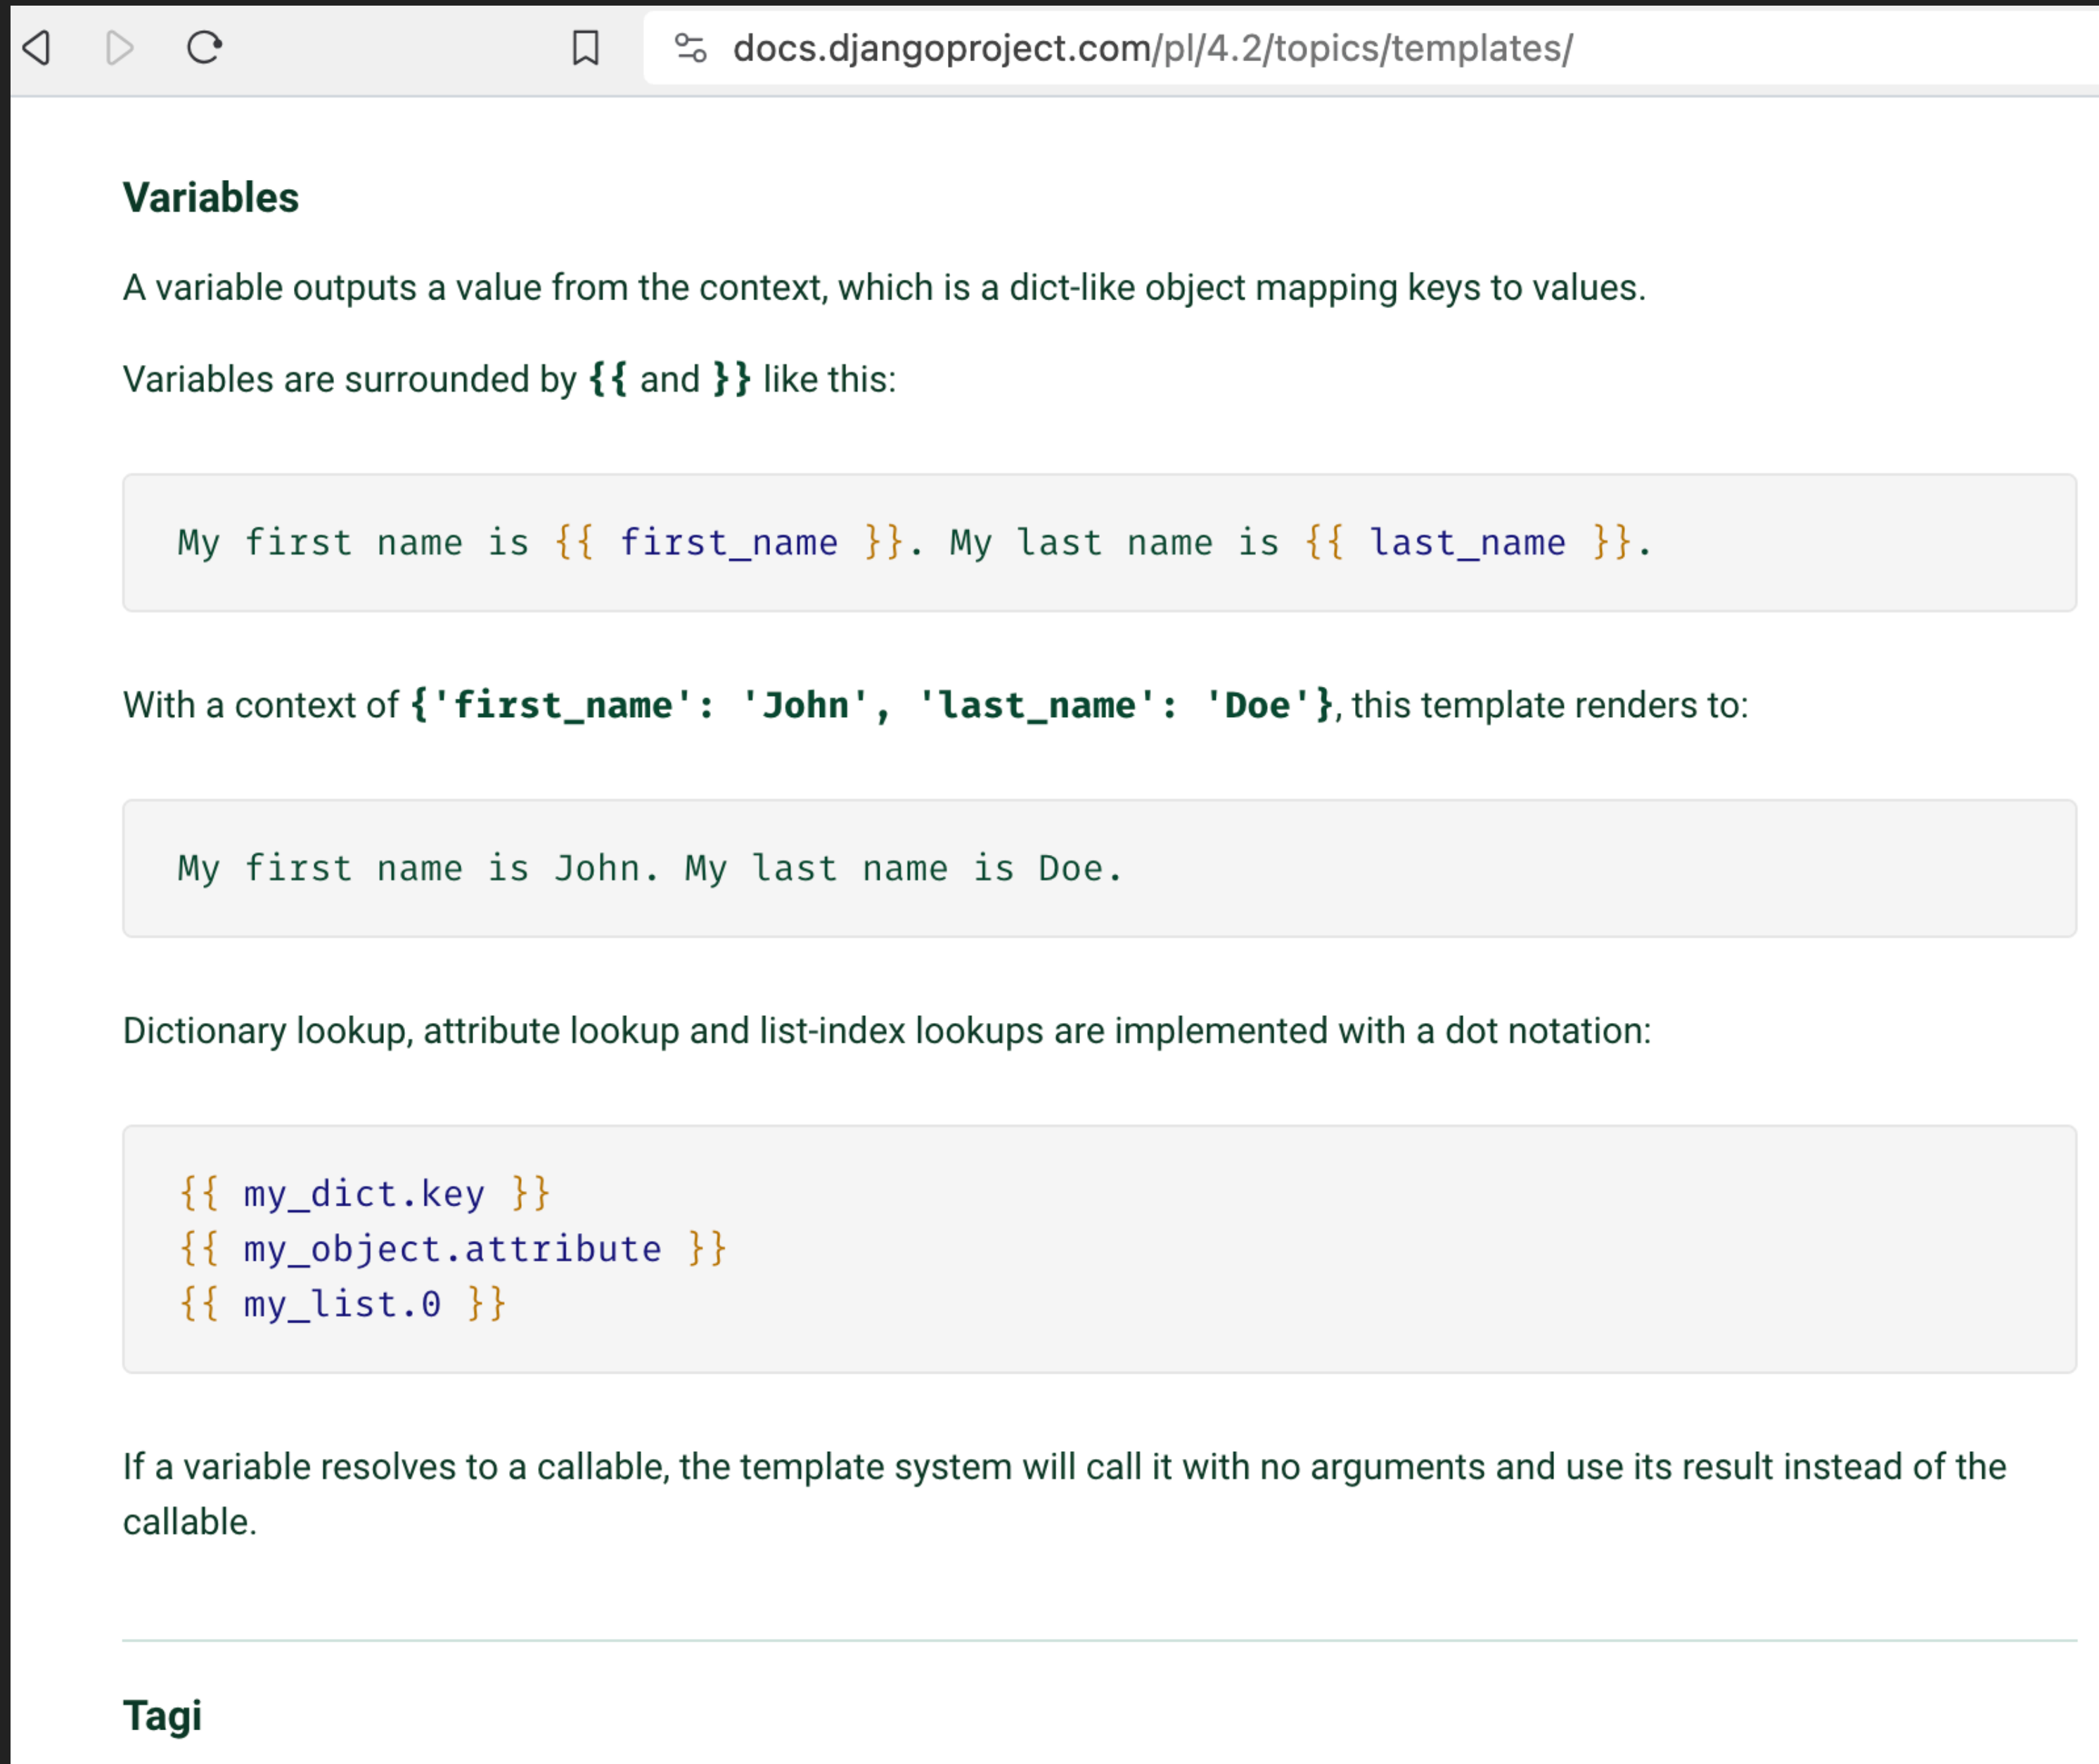 docs.djangoproject.com/pl/4.2/topics/templates/
Variables
A variable outputs a value from the context, which is a dict-like object mapping keys to values.
Variables are surrounded by {{ and }} like this:
My first name is {{ first_name }}. My last name is {{ last_name }}.
With a context of {'first_name': 'John', 'last_name': 'Doe'}, this template renders to:
My first name is John. My last name is Doe.
Dictionary lookup, attribute lookup and list-index lookups are implemented with a dot notation:
{{ my_dict.key }}
{{ my_object.attribute }}
{{ my_list.0 }}
If a variable resolves to a callable, the template system will call it with no arguments and use its result instead of the
callable.
Tagi